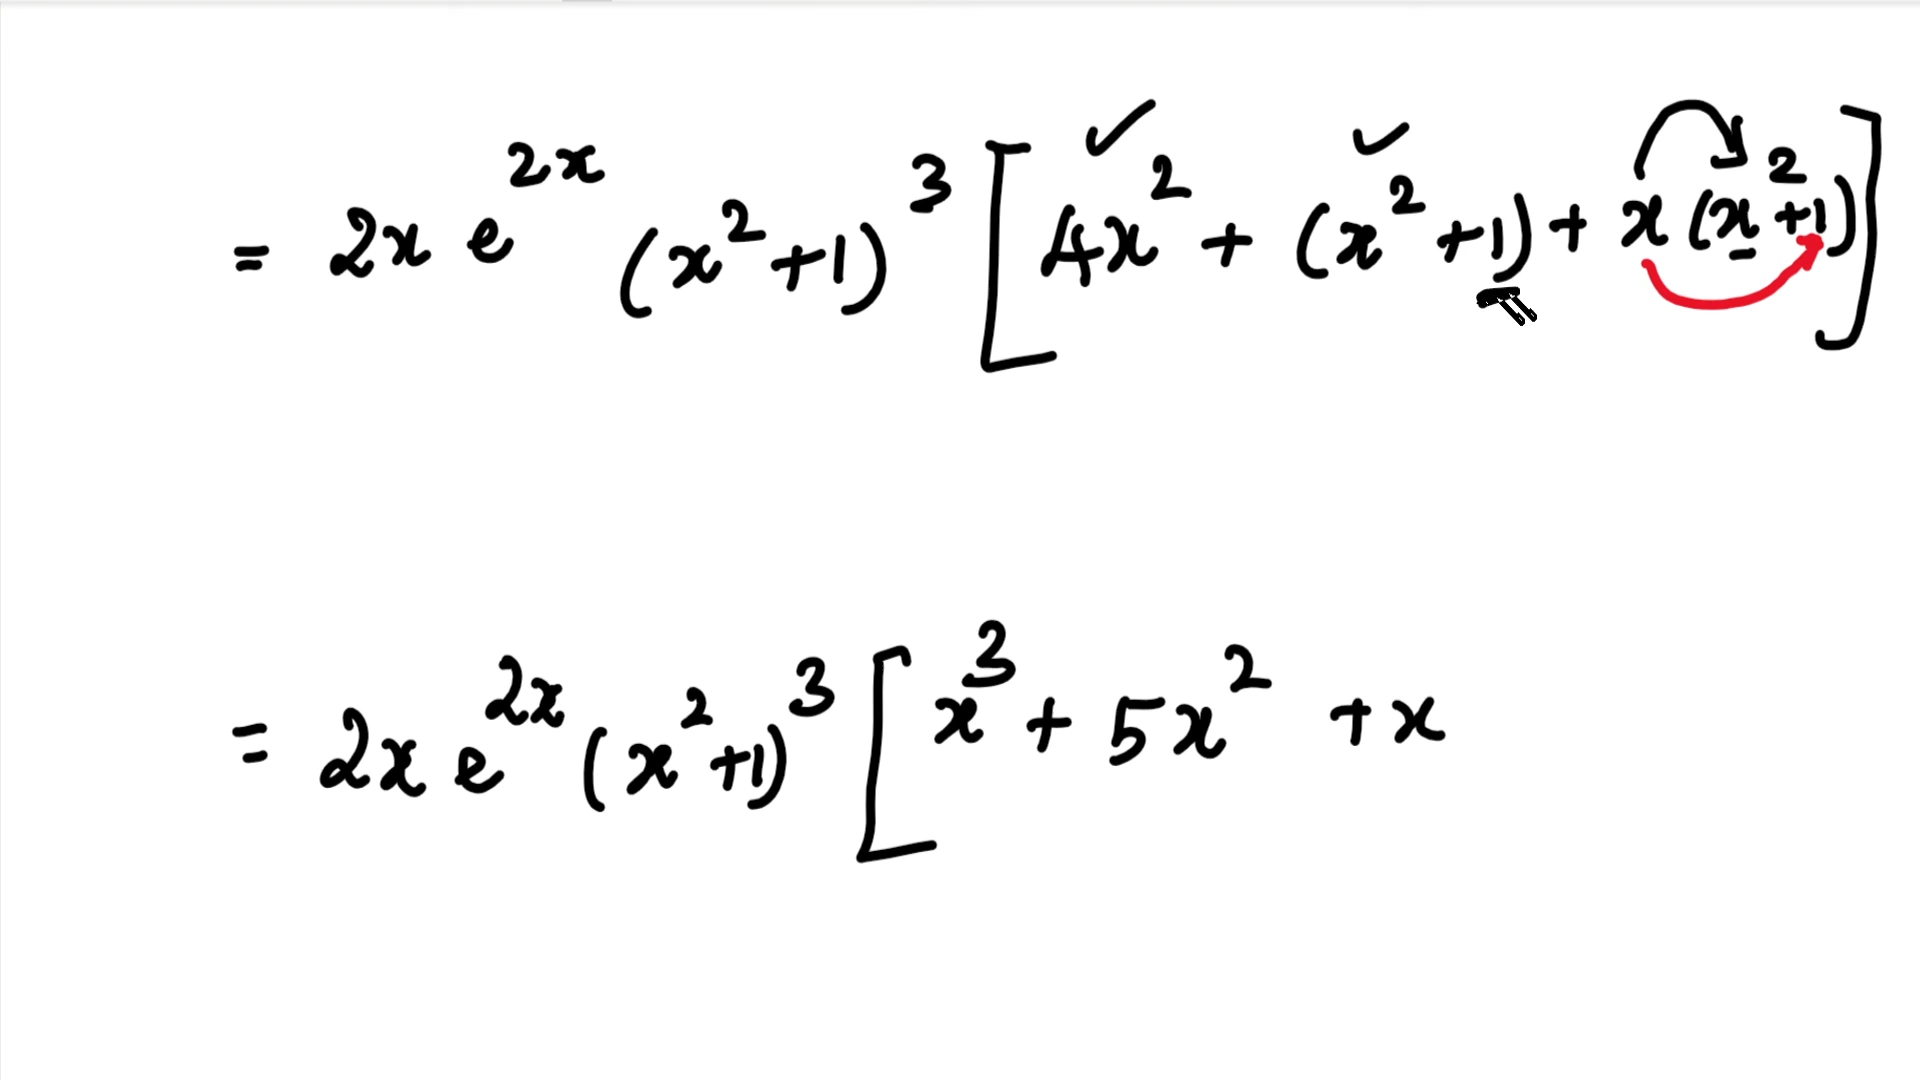 = 2x e^{2x} (x^2+1)^3 [4x^2 + (x^2+1) + x(x^2+1)]
= 2x e^{2x} (x^2+1)^3 [x^3 + 5x^2 + x